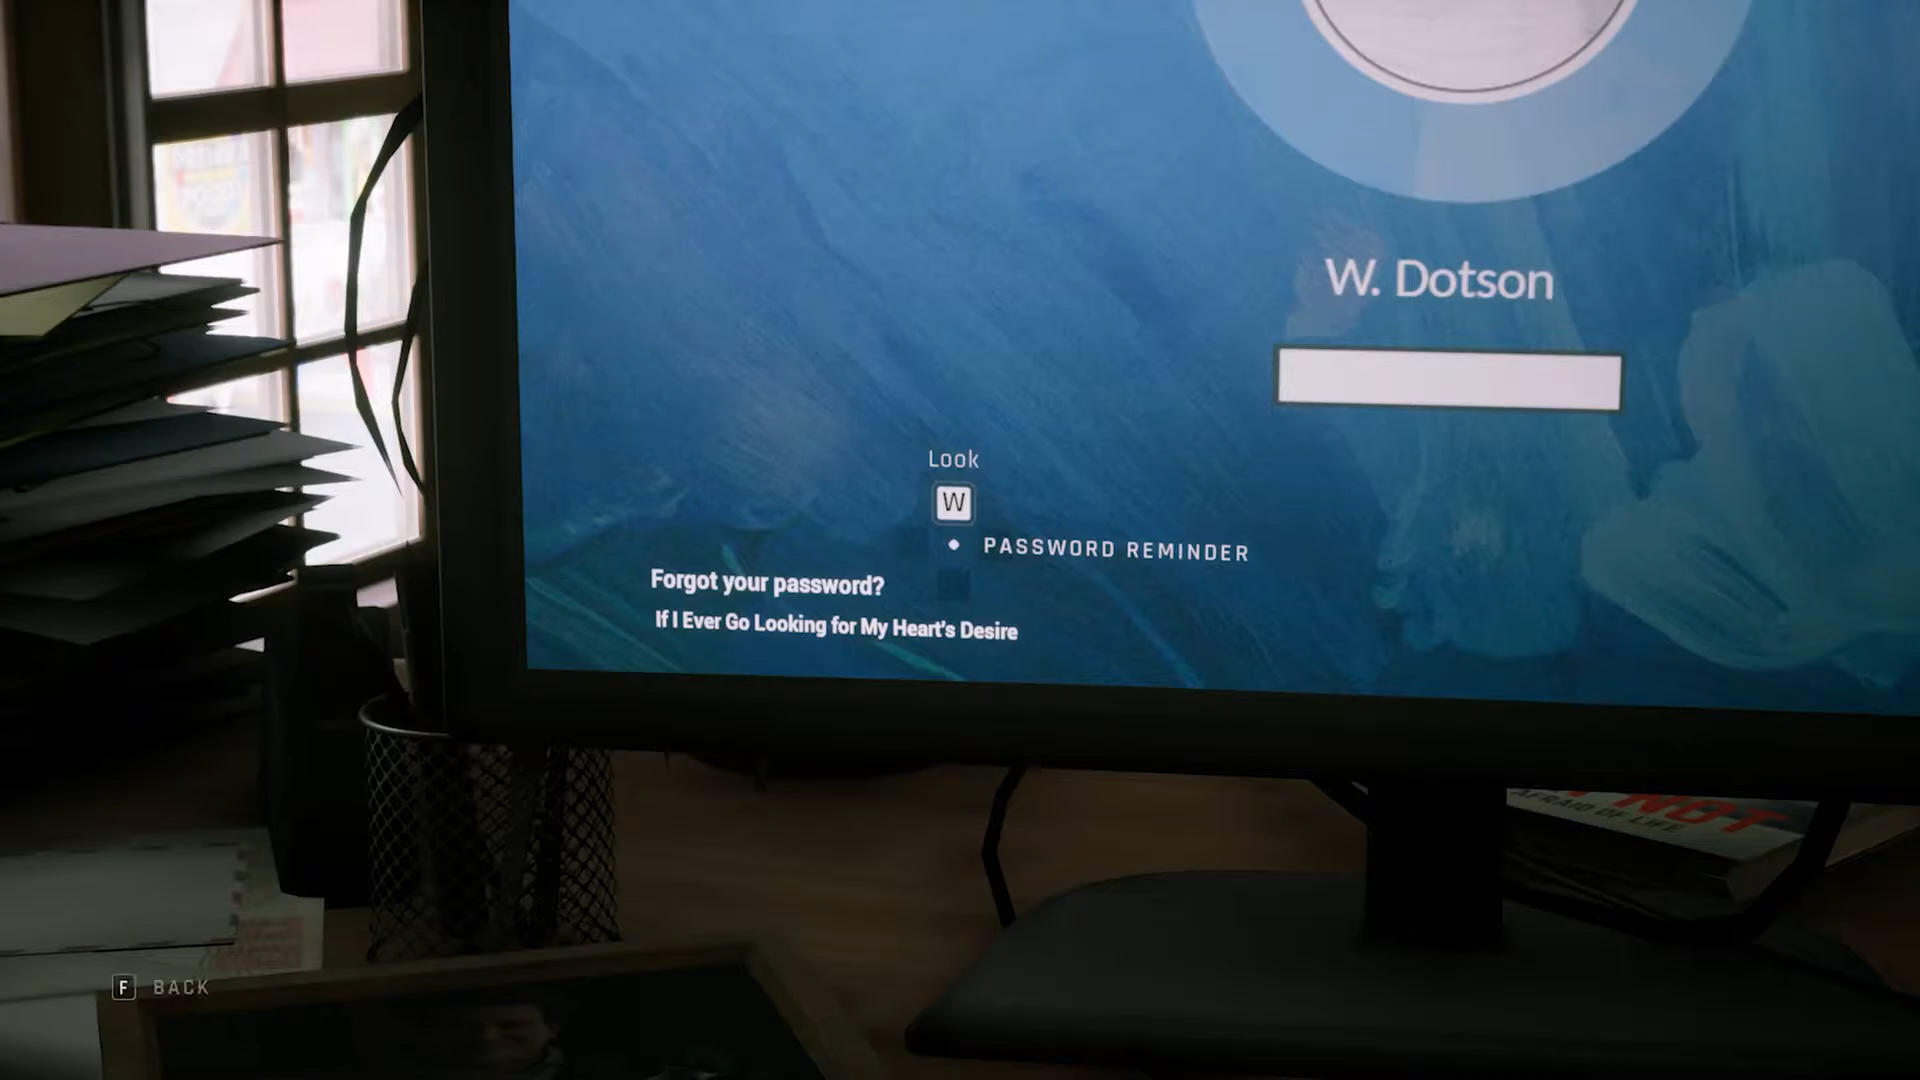 W. Dotson
Look
W
PASSWORD REMINDER
Forgot your password?
If I Ever Go Looking for My Heart's Desire
NOT
AFRAID OF LIFE
F BACK